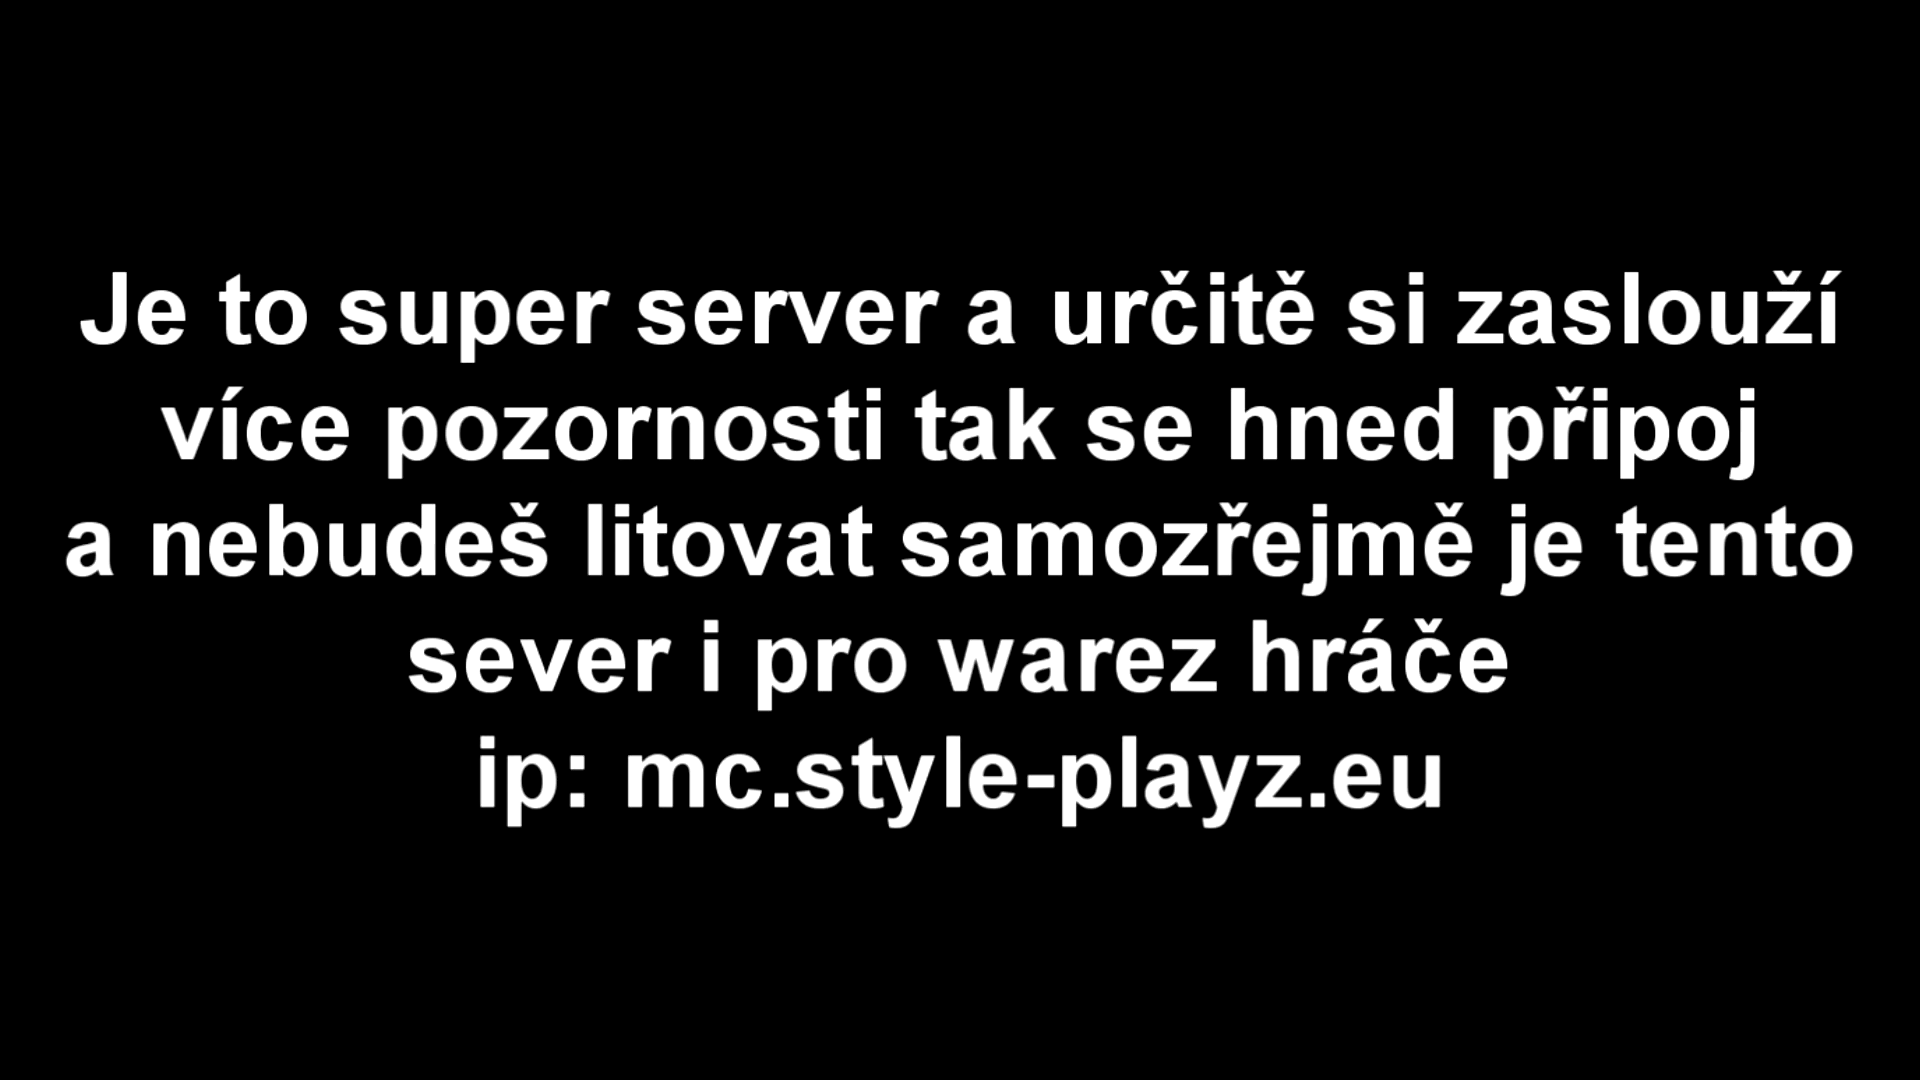 Je to super server a určitě si zaslouží
více pozornosti tak se hned připoj
a nebudeš litovat samozřejmě je tento
sever i pro warez hráče
ip: mc.style-playz.eu